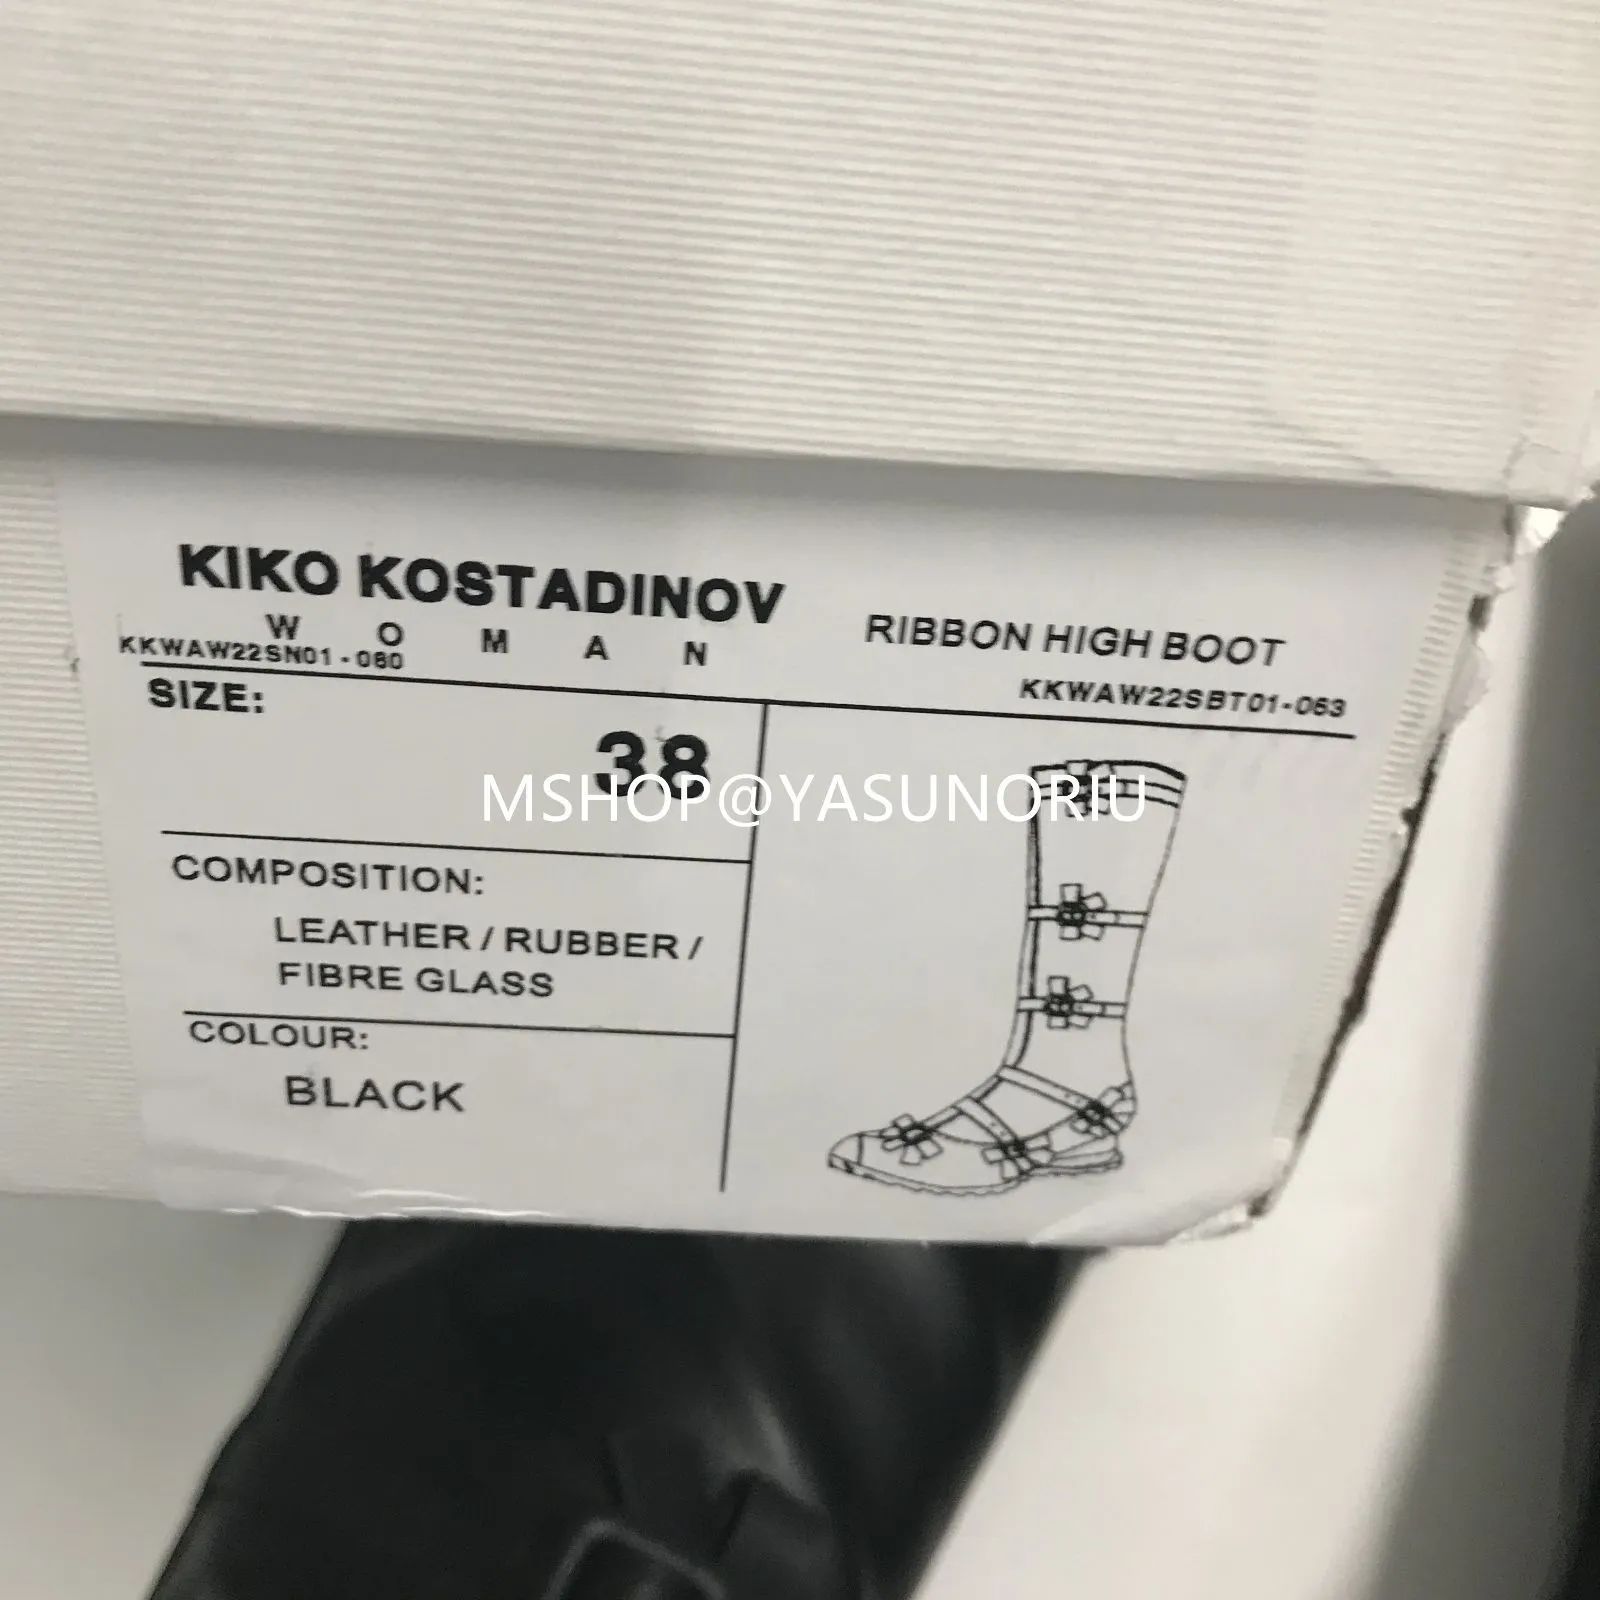 KIKO KOSTADINOV
W O M A N
KKWAW22SN01-060
RIBBON HIGH BOOT
KKWAW22SBT01-063
SIZE:
38
MSHOP@YASUNORIU
COMPOSITION:
LEATHER / RUBBER /
FIBRE GLASS
COLOUR:
BLACK